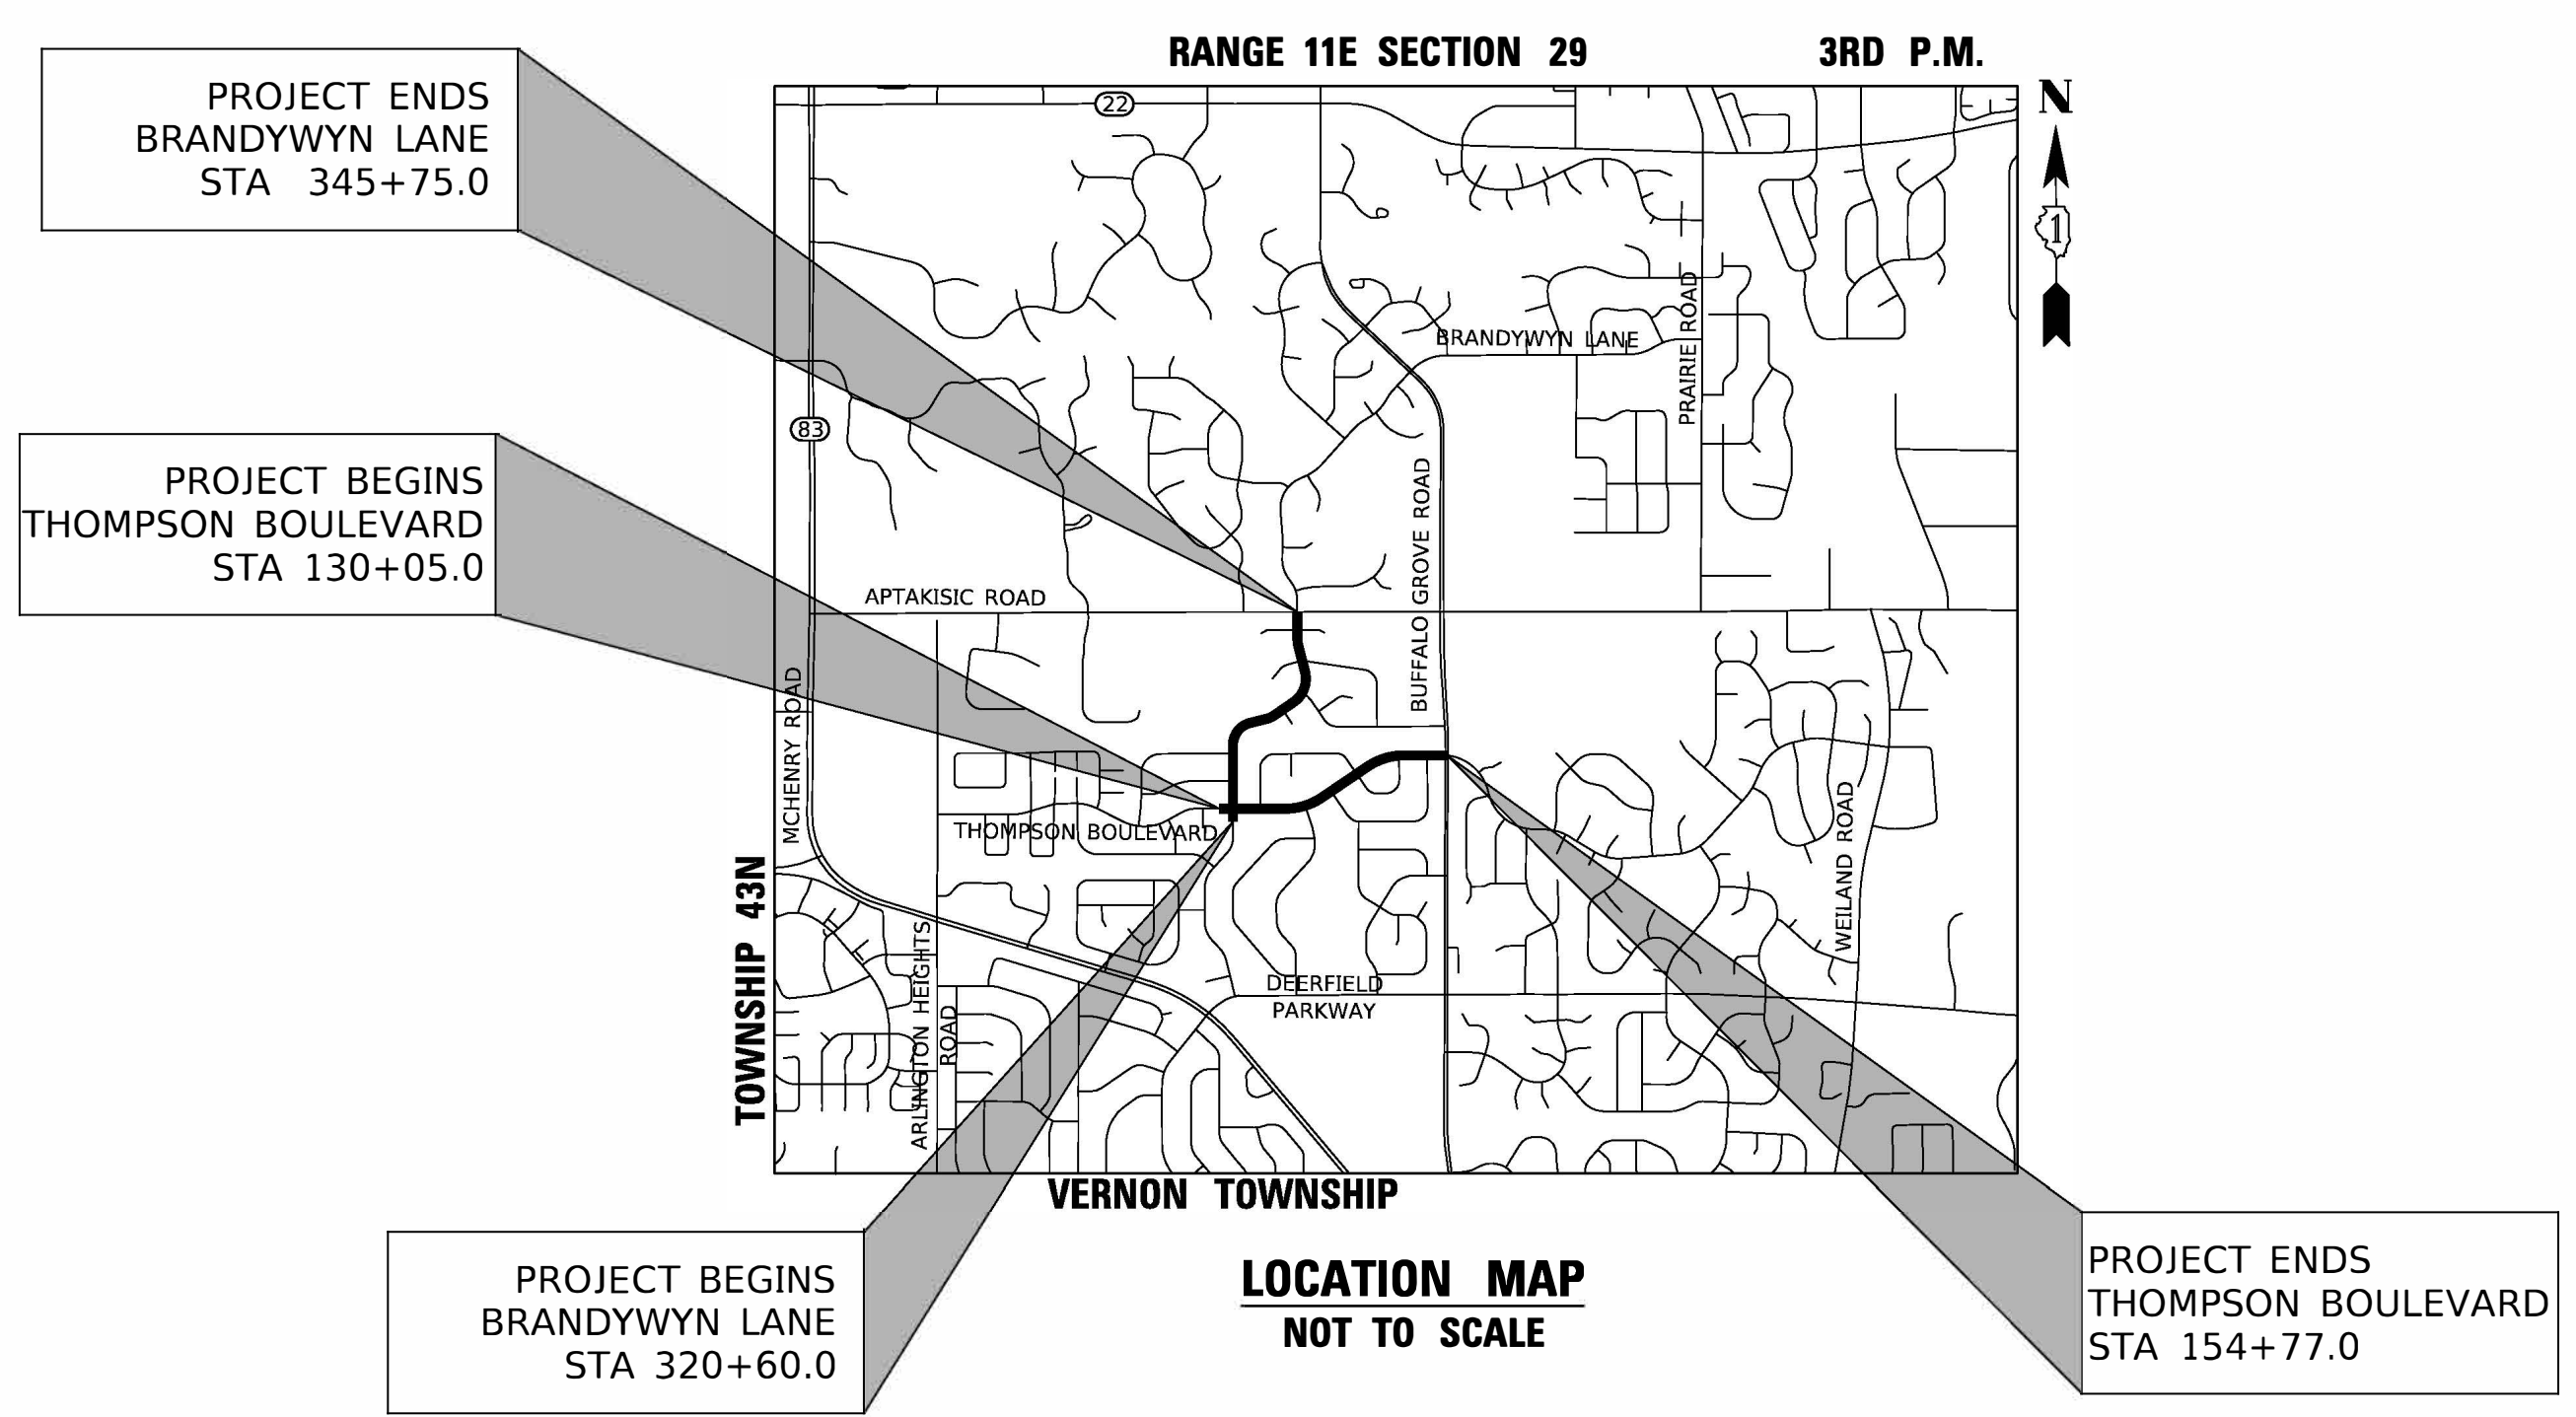 RANGE 11E SECTION 29 3RD P.M.
N
1
PROJECT ENDS
BRANDYWYN LANE
STA 345+75.0
22
BRANDYWYN LANE
PRAIRIE ROAD
83
PROJECT BEGINS
THOMPSON BOULEVARD
STA 130+05.0
BUFFALO GROVE ROAD
APTAKISIC ROAD
MCHENRY ROAD
THOMPSON BOULEVARD
WEILAND ROAD
TOWNSHIP 43N
ARLINGTON HEIGHTS
ROAD
DEERFIELD
PARKWAY
VERNON TOWNSHIP
PROJECT BEGINS
BRANDYWYN LANE
STA 320+60.0
LOCATION MAP
NOT TO SCALE
PROJECT ENDS
THOMPSON BOULEVARD
STA 154+77.0